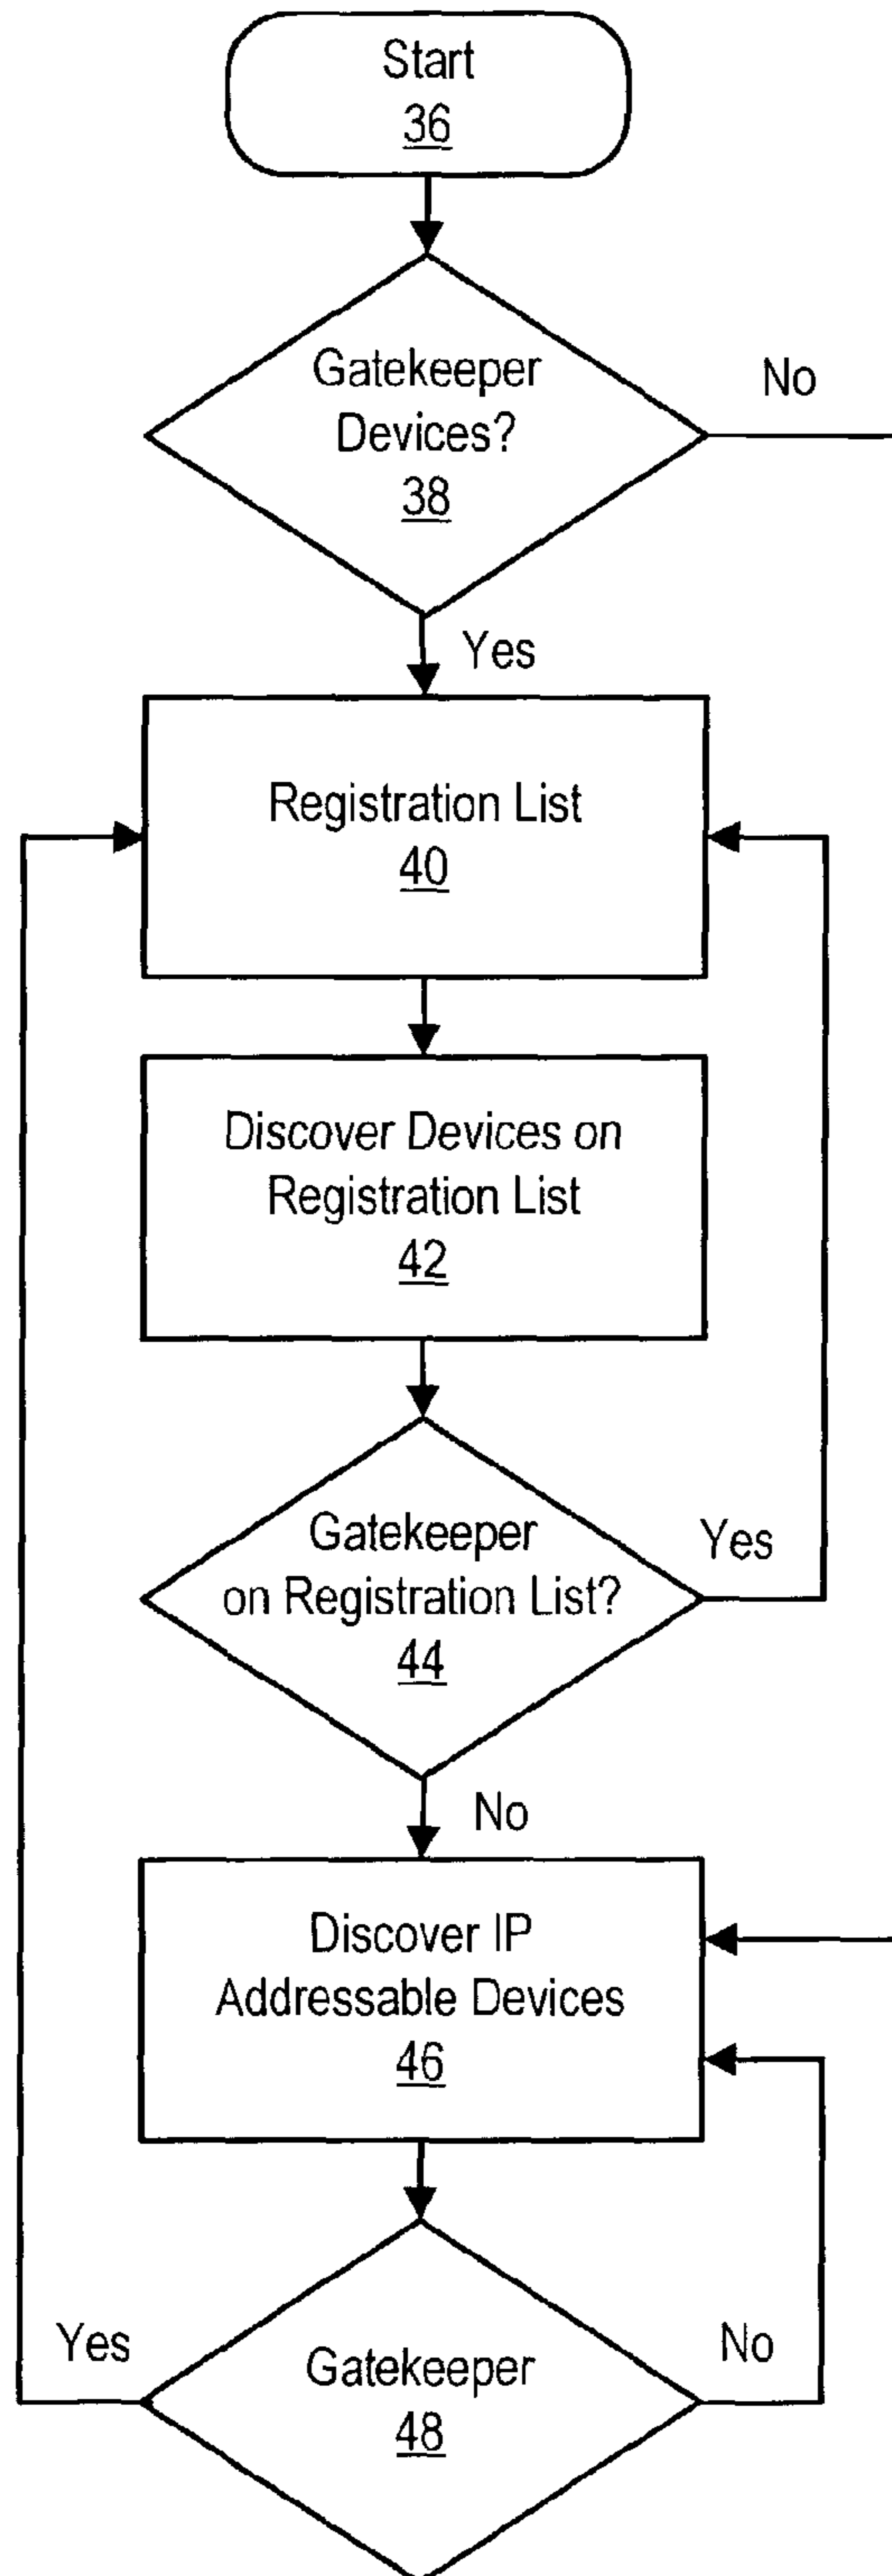 Start
36
Gatekeeper
Devices?
38
No
Yes
Registration List
40
Discover Devices on
Registration List
42
Gatekeeper
on Registration List?
44
Yes
No
Discover IP
Addressable Devices
46
Yes
Gatekeeper
48
No